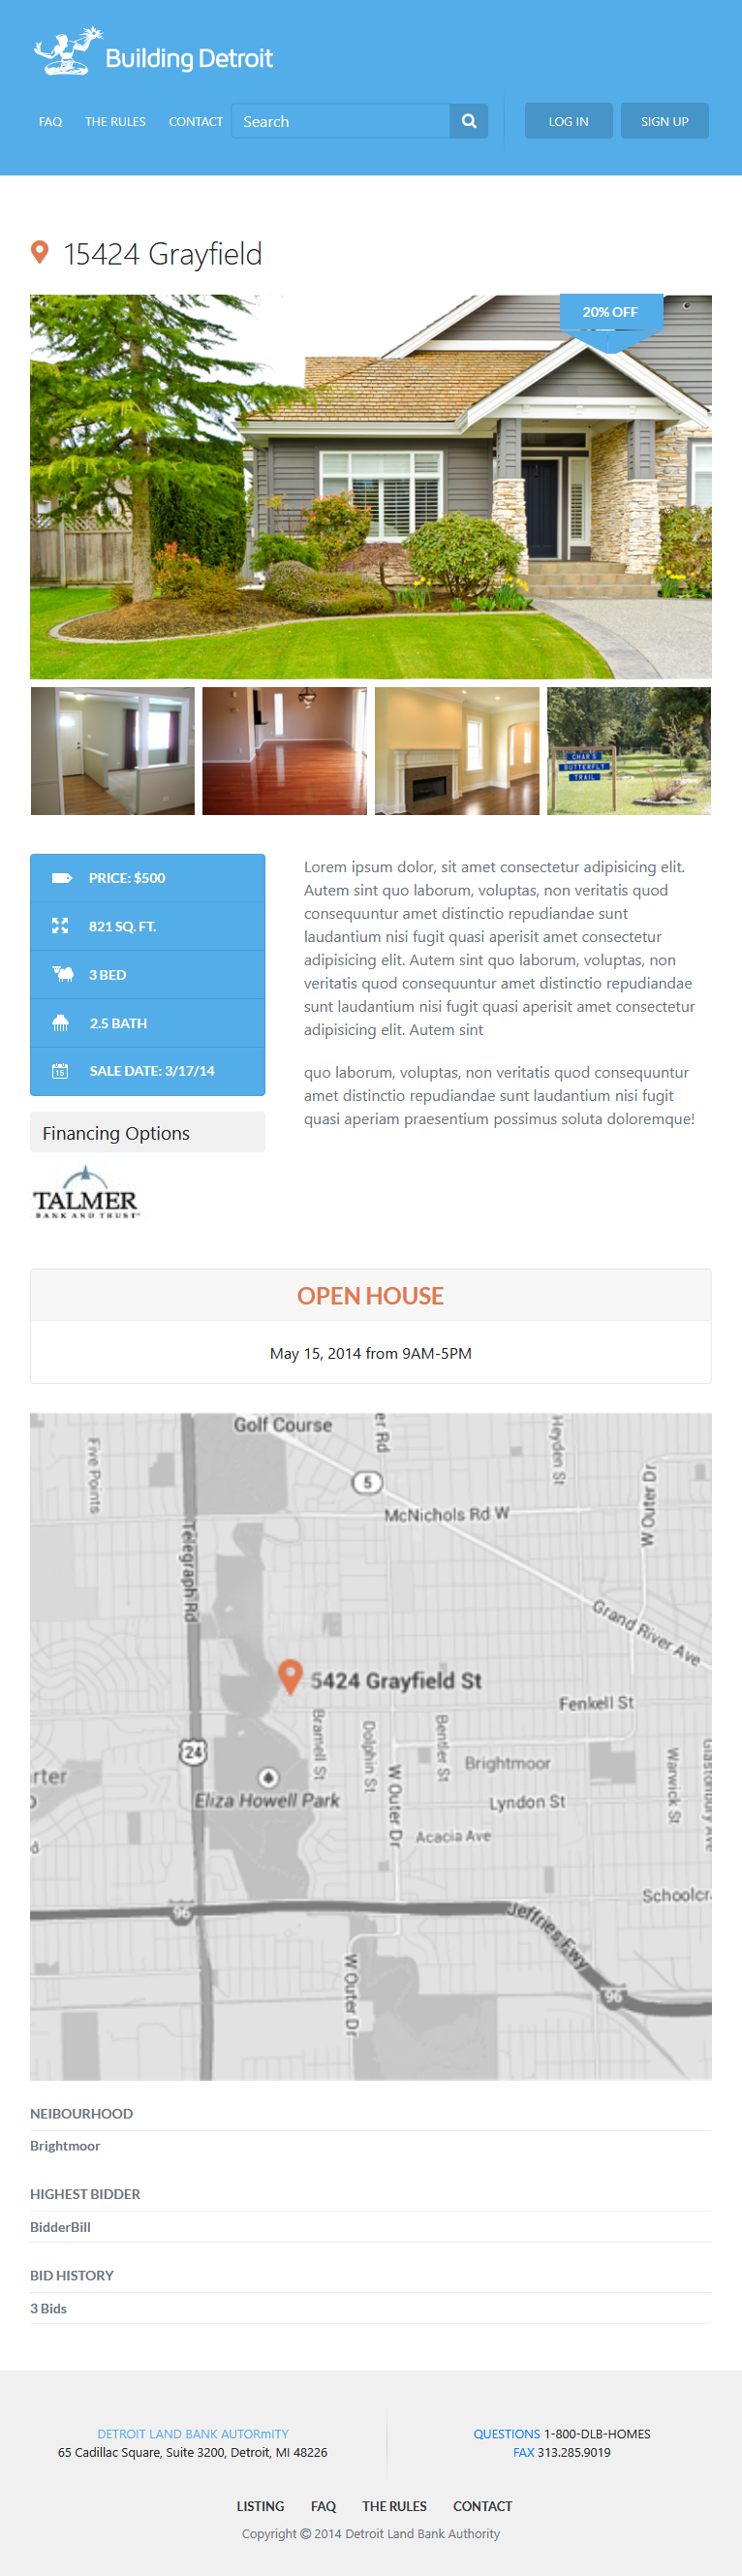 Building Detroit
FAQ THE RULES CONTACT Search LOG IN SIGN UP
15424 Grayfield
20% OFF
CHAR'S
BUTTERFLY
TRAIL
PRICE: $500
821 SQ. FT.
3 BED
2.5 BATH
15
SALE DATE: 3/17/14
Financing Options
TALMER
BANK AND TRUST
Lorem ipsum dolor, sit amet consectetur adipisicing elit.
Autem sint quo laborum, voluptas, non veritatis quod
consequuntur amet distinctio repudiandae sunt
laudantium nisi fugit quasi aperisit amet consectetur
adipisicing elit. Autem sint quo laborum, voluptas, non
veritatis quod consequuntur amet distinctio repudiandae
sunt laudantium nisi fugit quasi aperisit amet consectetur
adipisicing elit. Autem sint
quo laborum, voluptas, non veritatis quod consequuntur
amet distinctio repudiandae sunt laudantium nisi fugit
quasi aperiam praesentium possimus soluta doloremque!
OPEN HOUSE
May 15, 2014 from 9AM-5PM
Golf Course
er Rd
Heyden St
Five Points
5
W Outer Dr
McNichols Rd W
Telegraph Rd
Grand River Ave
5424 Grayfield St
Fenkell St
Bramell St
Dolphin St
Bentler St
24
Brightmoor
Warwick St
Glastonbury Ave
rter
Eliza Howell Park
W Outer Dr
Lyndon St
Acacia Ave
d
Schoolcr
96
Jeffries Fwy
W Outer Dr
96
NEIBOURHOOD
Brightmoor
HIGHEST BIDDER
BidderBill
BID HISTORY
3 Bids
DETROIT LAND BANK AUTORmITY
65 Cadillac Square, Suite 3200, Detroit, MI 48226
QUESTIONS 1-800-DLB-HOMES
FAX 313.285.9019
LISTING FAQ THE RULES CONTACT
Copyright © 2014 Detroit Land Bank Authority